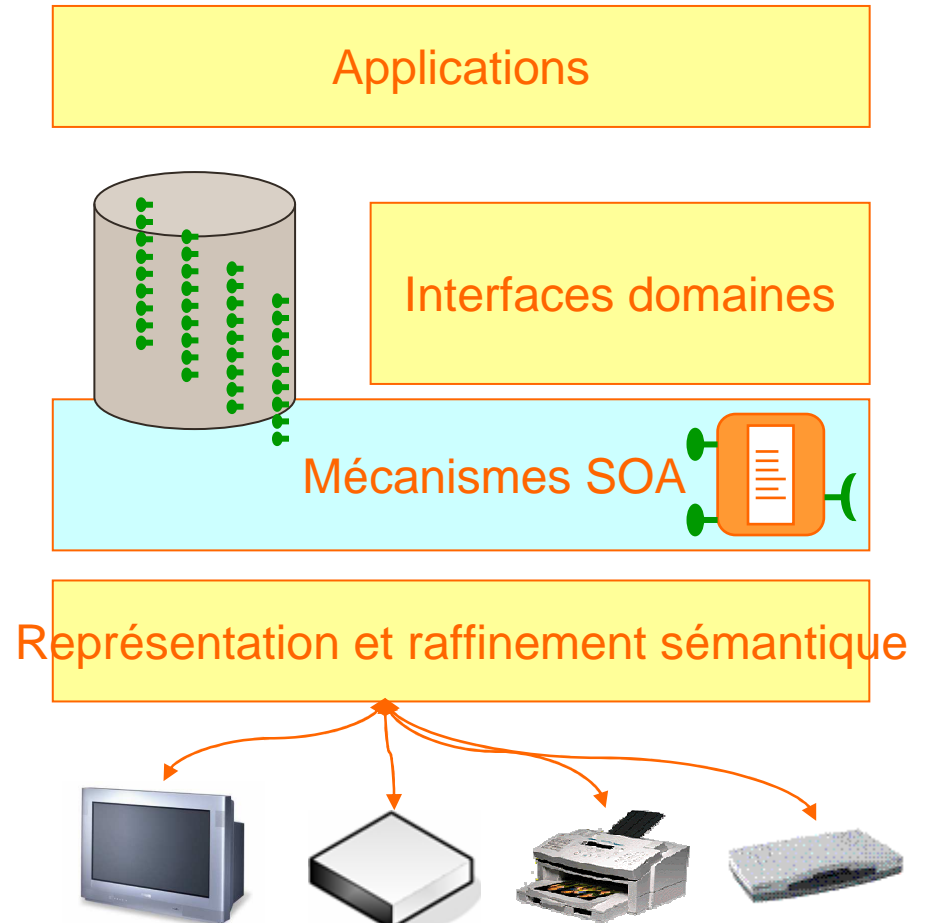 Applications
Interfaces domaines
Mécanismes SOA
Représentation et raffinement sémantique